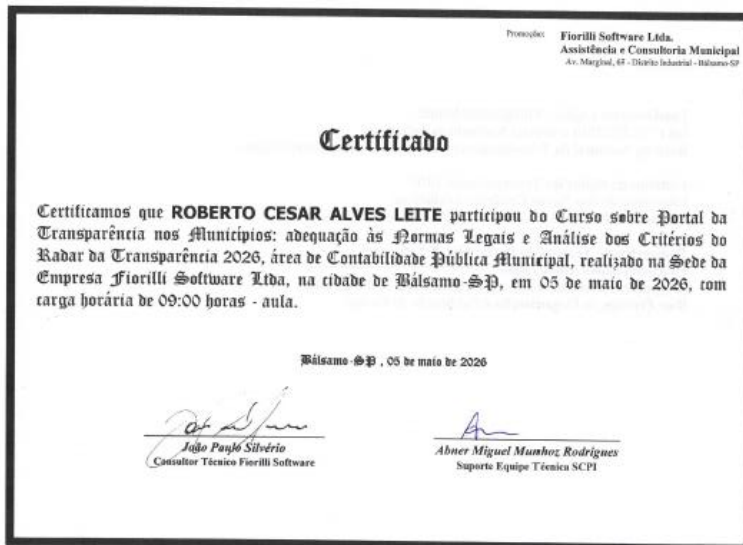 Promoções: Fiorilli Software Ltda.
Assistência e Consultoria Municipal
Av. Marginal, 65 - Distrito Industrial - Bálsamo-SP
Certificado
Certificamos que ROBERTO CESAR ALVES LEITE participou do Curso sobre Portal da
Transparência nos Municípios: adequação às Normas Legais e Análise dos Critérios do
Radar da Transparência 2026, área de Contabilidade Pública Municipal, realizado na Sede da
Empresa Fiorilli Software Ltda, na cidade de Bálsamo-SP, em 05 de maio de 2026, com
carga horária de 09:00 horas - aula.
Bálsamo-SP , 05 de maio de 2026
João Paulo Silvério
Consultor Técnico Fiorilli Software
Abner Miguel Munhoz Rodrigues
Suporte Equipe Técnica SCPI